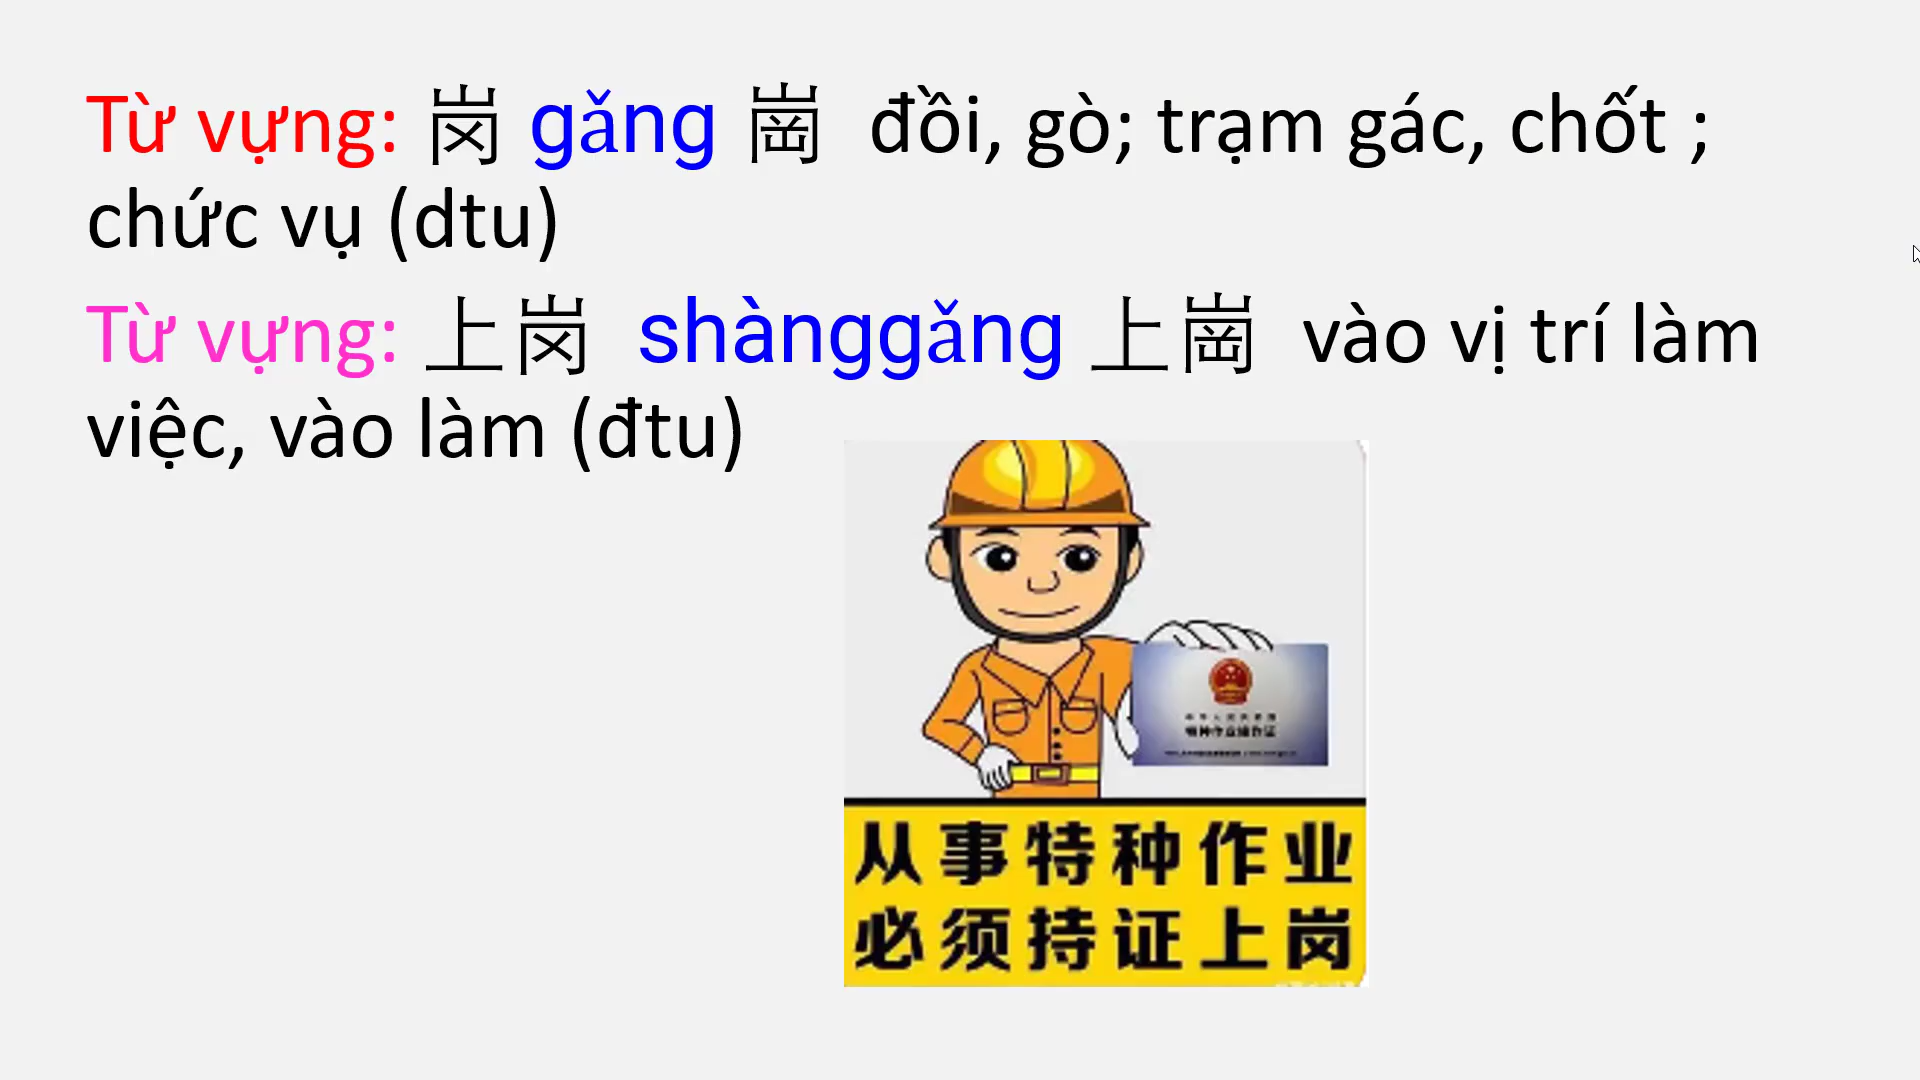 Từ vựng: 岗 gǎng 崗 đồi, gò; trạm gác, chốt ;
chức vụ (dtu)
Từ vựng: 上岗 shànggǎng 上崗 vào vị trí làm
việc, vào làm (đtu)
从事特种作业
必须持证上岗